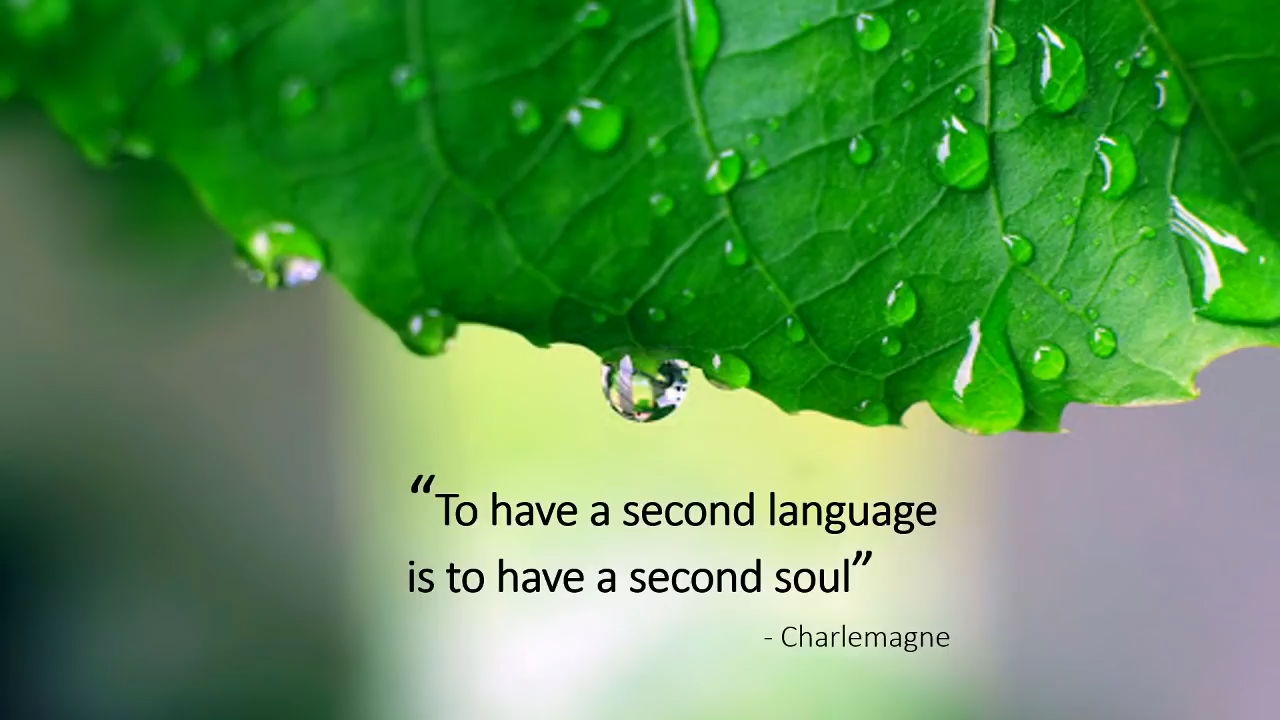 “To have a second language
is to have a second soul”
- Charlemagne